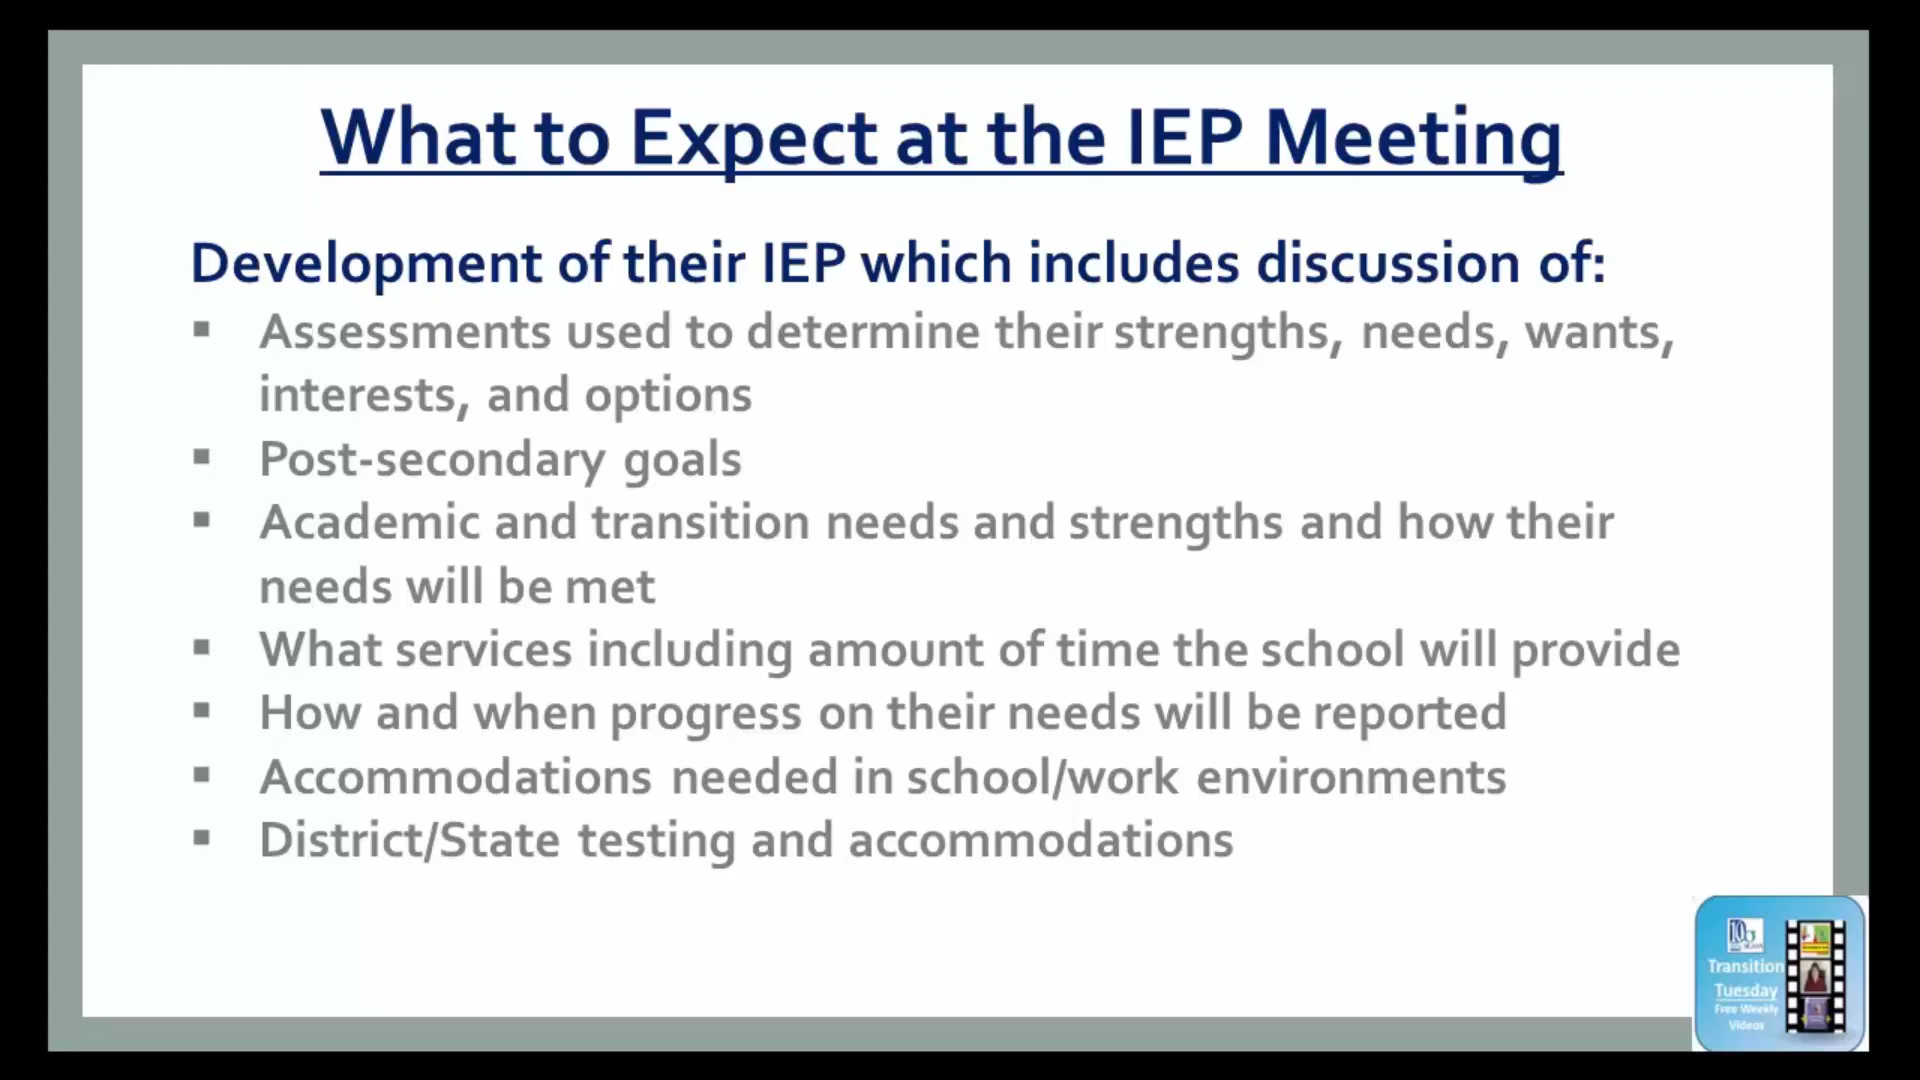 What to Expect at the IEP Meeting
Development of their IEP which includes discussion of:
▪ Assessments used to determine their strengths, needs, wants,
interests, and options
▪ Post-secondary goals
▪ Academic and transition needs and strengths and how their
needs will be met
▪ What services including amount of time the school will provide
▪ How and when progress on their needs will be reported
▪ Accommodations needed in school/work environments
▪ District/State testing and accommodations
Transition
Tuesday
Free Weekly
Videos